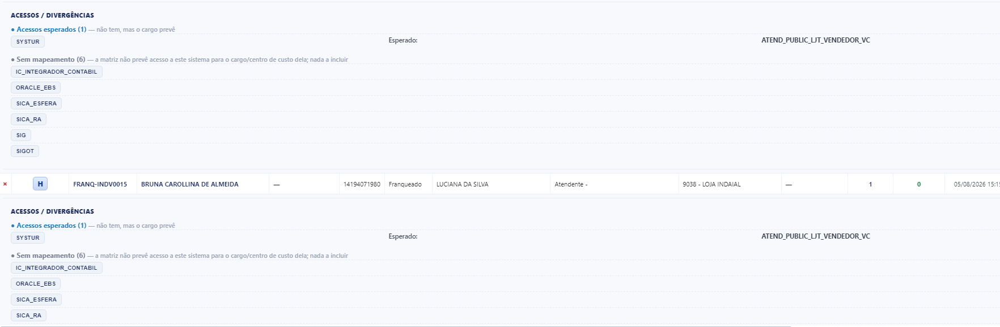 ACESSOS / DIVERGÊNCIAS
• Acessos esperados (1) — não tem, mas o cargo prevê
SYSTUR Esperado: ATEND_PUBLIC_LJT_VENDEDOR_VC
• Sem mapeamento (6) — a matriz não prevê acesso a este sistema para o cargo/centro de custo dela; nada a incluir
IC_INTEGRADOR_CONTABIL
ORACLE_EBS
SICA_ESFERA
SICA_RA
SIG
SIGOT
× H FRANQ-INDV0015 BRUNA CAROLLINA DE ALMEIDA — 14194071980 Franqueado LUCIANA DA SILVA Atendente - 9038 - LOJA INDAIAL — 1 0 05/08/2026 15:15
ACESSOS / DIVERGÊNCIAS
• Acessos esperados (1) — não tem, mas o cargo prevê
SYSTUR Esperado: ATEND_PUBLIC_LJT_VENDEDOR_VC
• Sem mapeamento (6) — a matriz não prevê acesso a este sistema para o cargo/centro de custo dela; nada a incluir
IC_INTEGRADOR_CONTABIL
ORACLE_EBS
SICA_ESFERA
SICA_RA